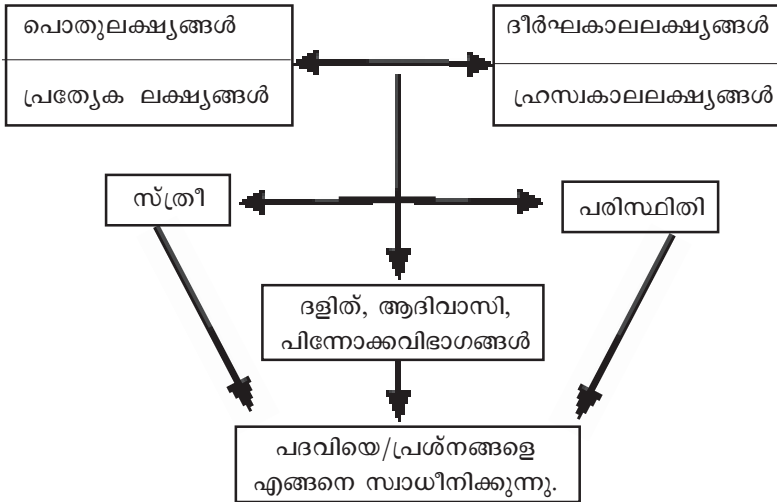 പൊതുലക്ഷ്യങ്ങൾ
പ്രത്യേക ലക്ഷ്യങ്ങൾ
ദീർഘകാലലക്ഷ്യങ്ങൾ
ഹ്രസ്വകാലലക്ഷ്യങ്ങൾ
സ്ത്രീ
പരിസ്ഥിതി
ദളിത്, ആദിവാസി,
പിന്നോക്കവിഭാഗങ്ങൾ
പദവിയെ/പ്രശ്നങ്ങളെ
എങ്ങനെ സ്വാധീനിക്കുന്നു.